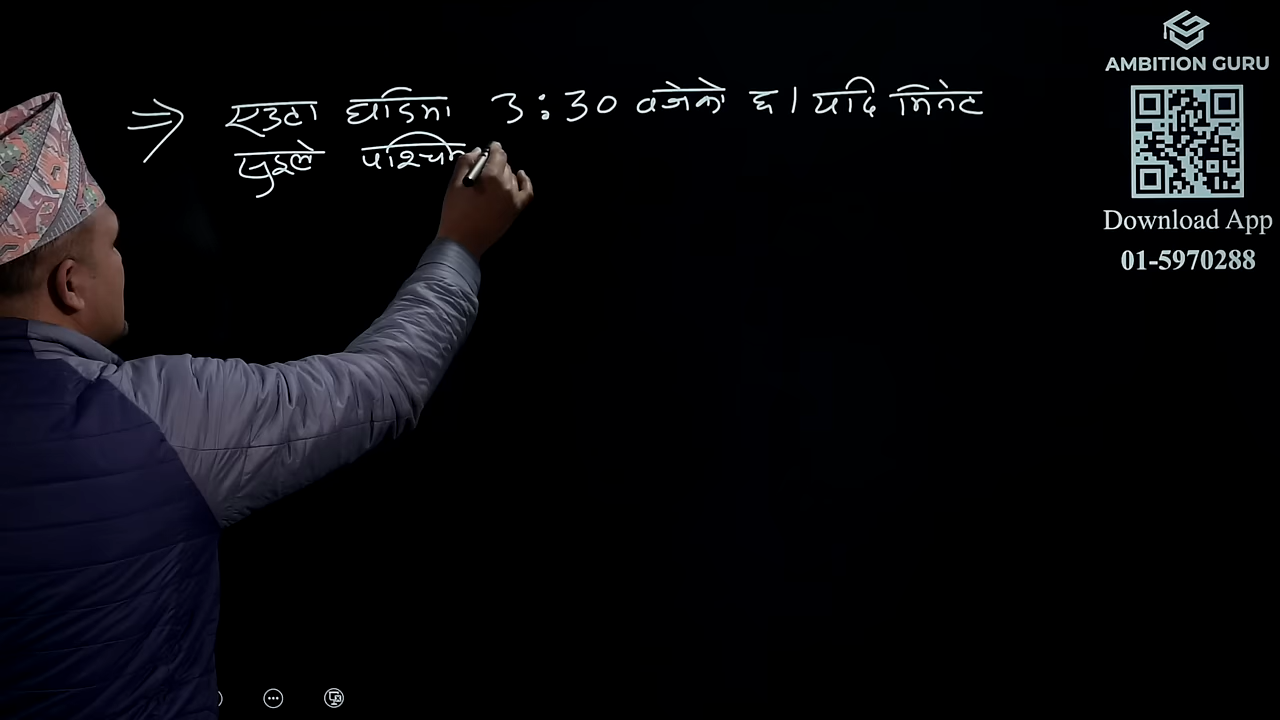 ⇒ एउटा घडिमा 3:30 बजेको छ। यदि मिनेट
सुइले पश्चिम
AMBITION GURU
Download App
01-5970288